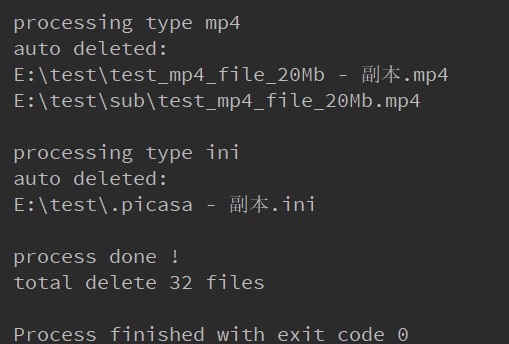 processing type mp4
auto deleted:
E:\test\test_mp4_file_20Mb - 副本.mp4
E:\test\sub\test_mp4_file_20Mb.mp4
processing type ini
auto deleted:
E:\test\.picasa - 副本.ini
process done !
total delete 32 files
Process finished with exit code 0